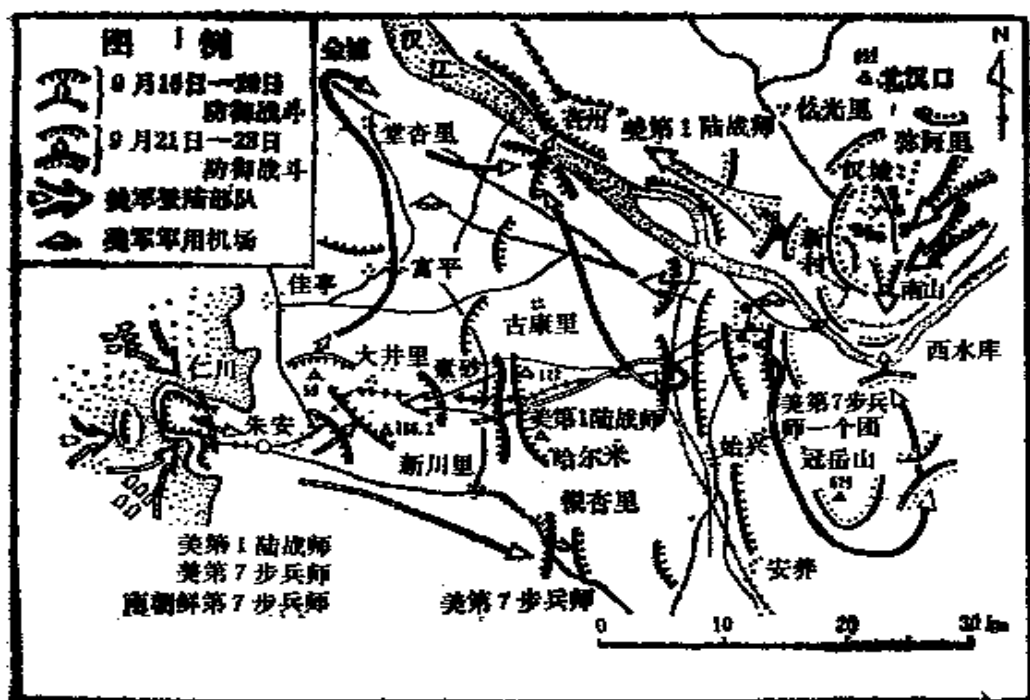 图 例
9月16日—20日
防御战斗
9月21日—28日
防御战斗
美军登陆部队
美军军用机场
汉
江
N
北汉口
美第1陆战师
弥阿里
汉城
堂杏里
新
村
南山
佳亭
富平
古康里
西水库
仁川
大井里
朱安
166.2
美第1陆战师
哈尔米
新川里
始兴
美第7步兵
师一个团
冠岳山
629
银杏里
安养
美第1陆战师
美第7步兵师
南朝鲜第7步兵师
美第7步兵师
0 10 20 30 km